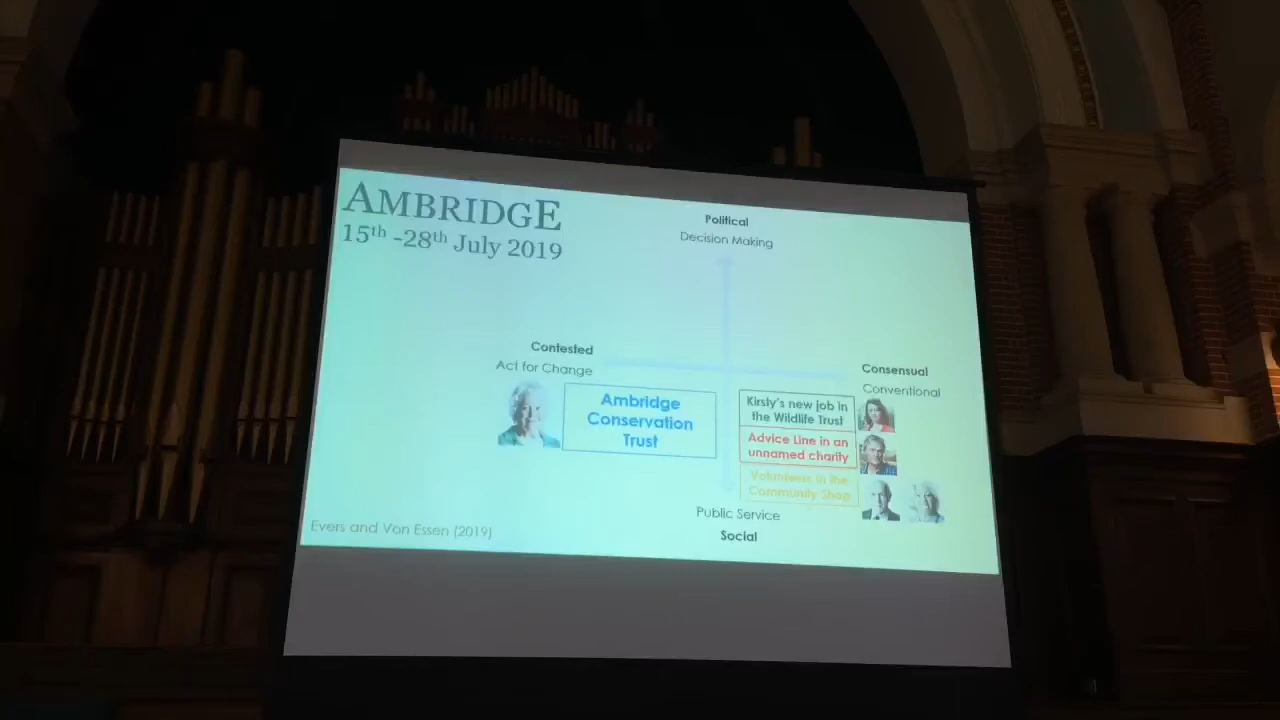 AMBRIDGE
15th -28th July 2019
Political
Decision Making
Contested
Act for Change
Consensual
Conventional
Ambridge
Conservation
Trust
Kirsty's new job in
the Wildlife Trust
Advice Line in an
unnamed charity
Volunteers in the
Community Shop
Public Service
Social
Evers and Von Essen (2019)